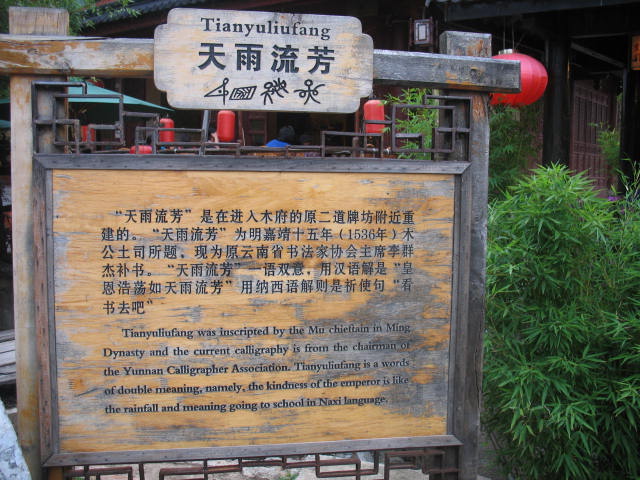 Tianyuliufang
天雨流芳
“天雨流芳”是在进入木府的原二道牌坊附近重
建的。“天雨流芳”为明嘉靖十五年（1536年）木
公土司所题，现为原云南省书法家协会主席李群
杰补书。“天雨流芳”一语双意，用汉语解是“皇
恩浩荡如天雨流芳”用纳西语解则是祈使句“看
书去吧”
Tianyuliufang was inscripted by the Mu chieftain in Ming
Dynasty and the current calligraphy is from the chairman of
the Yunnan Calligrapher Association. Tianyuliufang is a words
of double meaning, namely, the kindness of the emperor is like
the rainfall and meaning going to school in Naxi language.